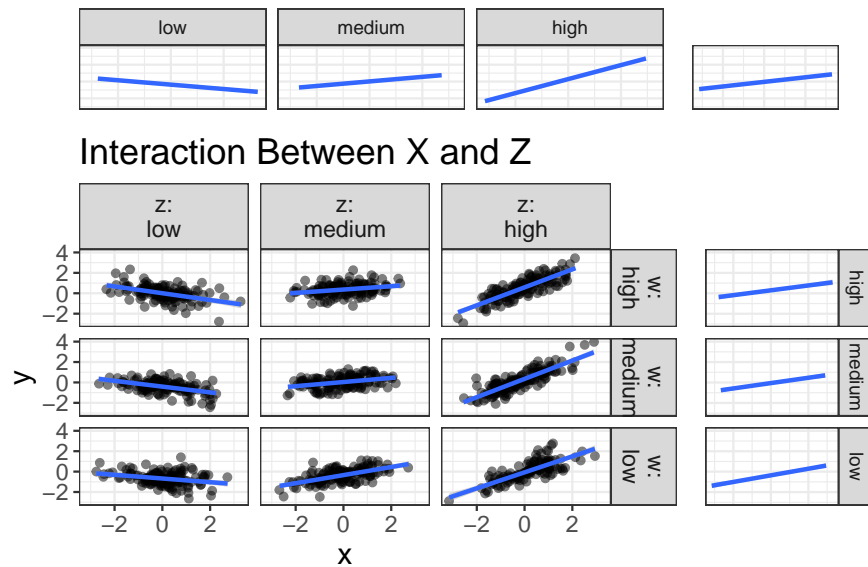 low medium high
Interaction Between X and Z
z:
low
z:
medium
z:
high
4
2
0
−2
w:
high
high
4
2
0
−2
w:
medium
medium
4
2
0
−2
w:
low
low
y
−2 0 2 −2 0 2 −2 0 2
x